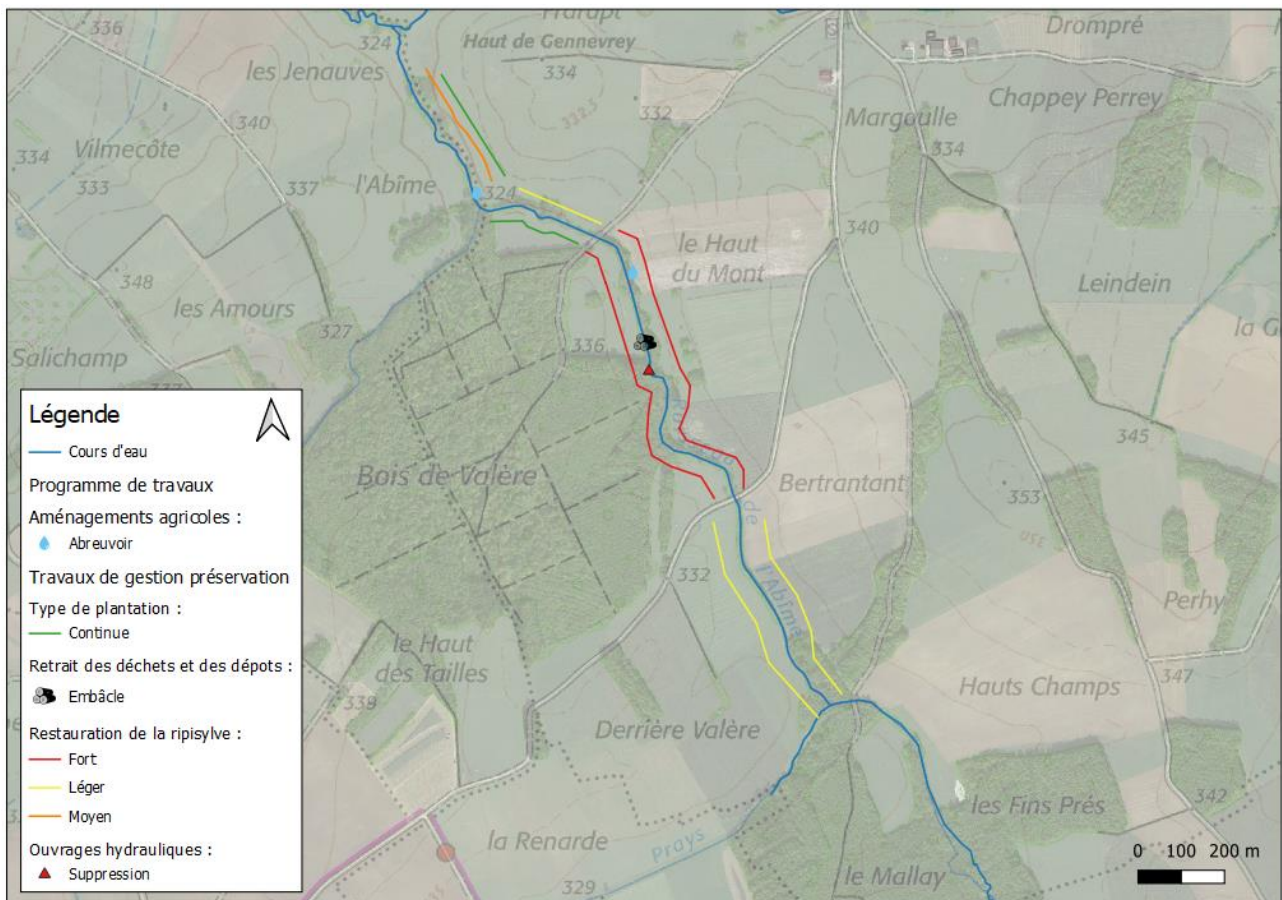 336
324
Haut de Gennevrey
Drompré
les Jenauves
334
332,5
332
Chappey Perrey
340
Margoulle
334
Vilmecôte
334
333
337
l'Abîme
324
le Haut
du Mont
340
348
les Amours
327
Leindein
336
Salichamp
345
Bois de Valère
Bertrantant
353
350
de
l'Abîme
332
Perhy
le Haut
des Tailles
339
Hauts Champs
347
Derrière Valère
les Fins Prés
342
la Renarde
Prays
329
le Mallay
Légende
Cours d'eau
Programme de travaux
Aménagements agricoles :
Abreuvoir
Travaux de gestion préservation
Type de plantation :
Continue
Retrait des déchets et des dépots :
Embâcle
Restauration de la ripisylve :
Fort
Léger
Moyen
Ouvrages hydrauliques :
Suppression
0 100 200 m